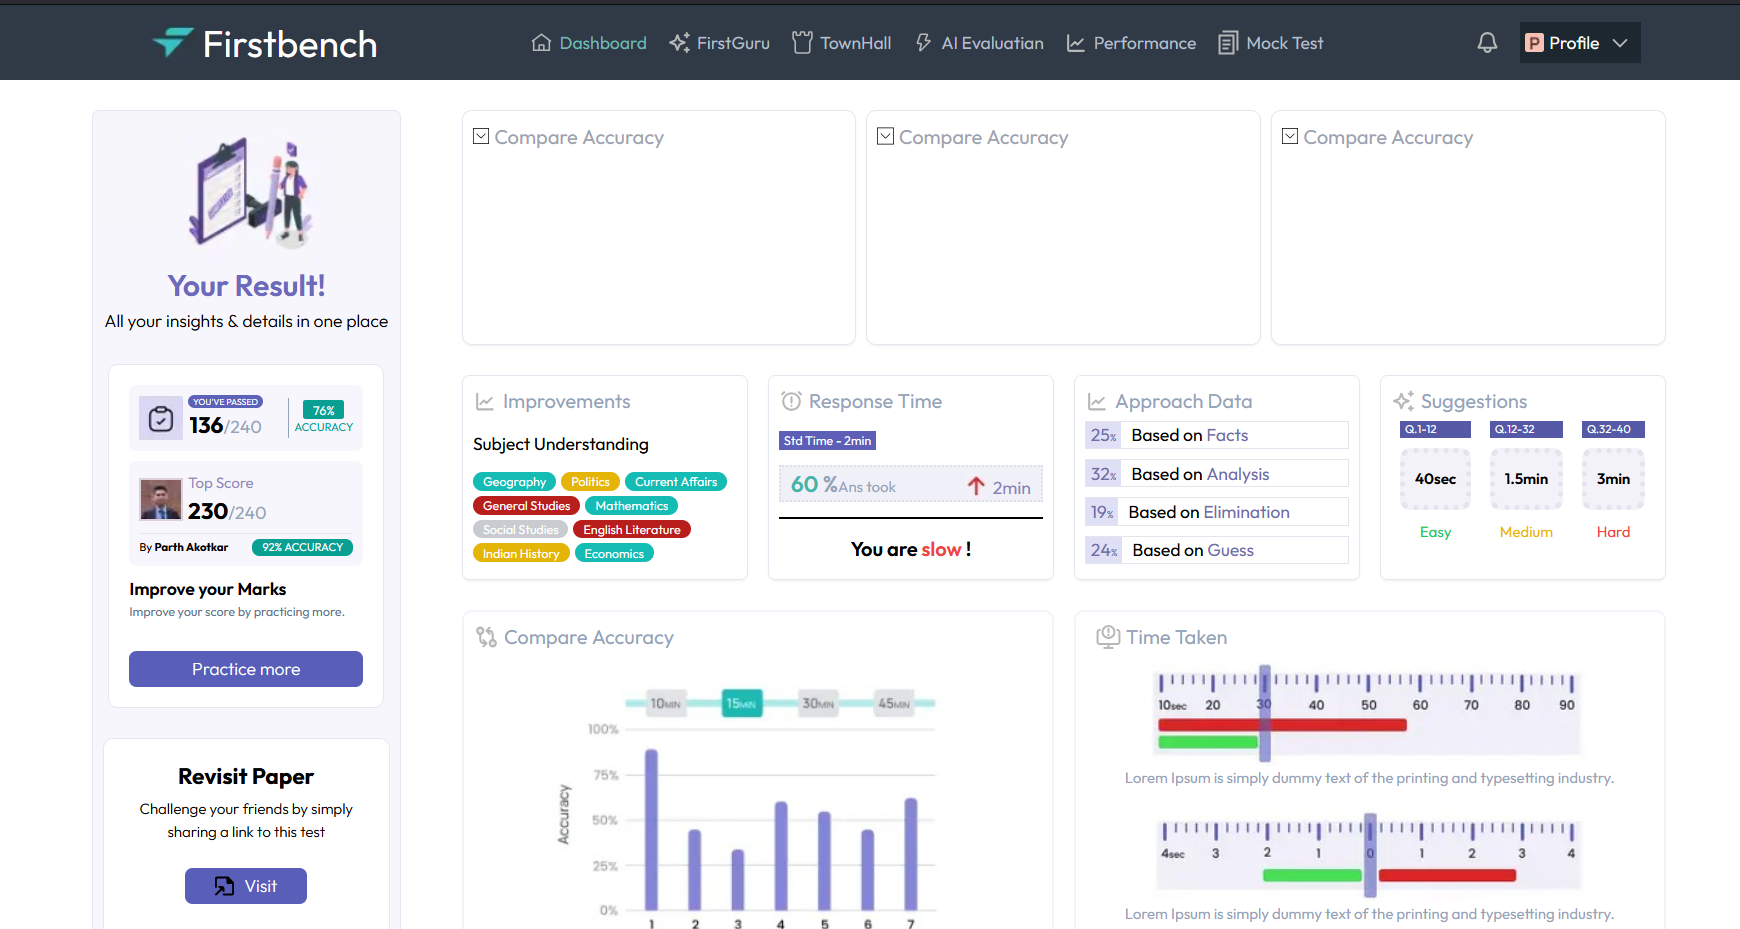 Firstbench
Dashboard
FirstGuru
TownHall
AI Evaluation
Performance
Mock Test
P Profile
Your Result!
All your insights & details in one place
YOU'VE PASSED
136/240
76%
ACCURACY
Top Score
230/240
By Parth Akotkar
92% ACCURACY
Improve your Marks
Improve your score by practicing more.
Practice more
Revisit Paper
Challenge your friends by simply
sharing a link to this test
Visit
Compare Accuracy
Compare Accuracy
Compare Accuracy
Improvements
Subject Understanding
Geography Politics Current Affairs
General Studies Mathematics
Social Studies English Literature
Indian History Economics
Response Time
Std Time - 2min
60 % Ans took 2min
You are slow !
Approach Data
25% Based on Facts
32% Based on Analysis
19% Based on Elimination
24% Based on Guess
Suggestions
Q.1-12 Q.12-32 Q.32-40
40sec 1.5min 3min
Easy Medium Hard
Compare Accuracy
10MIN 15MIN 30MIN 45MIN
100%
75%
50%
25%
0%
Accuracy
1 2 3 4 5 6 7
Time Taken
10sec 20 30 40 50 60 70 80 90
Lorem Ipsum is simply dummy text of the printing and typesetting industry.
4sec 3 2 1 0 1 2 3 4
Lorem Ipsum is simply dummy text of the printing and typesetting industry.